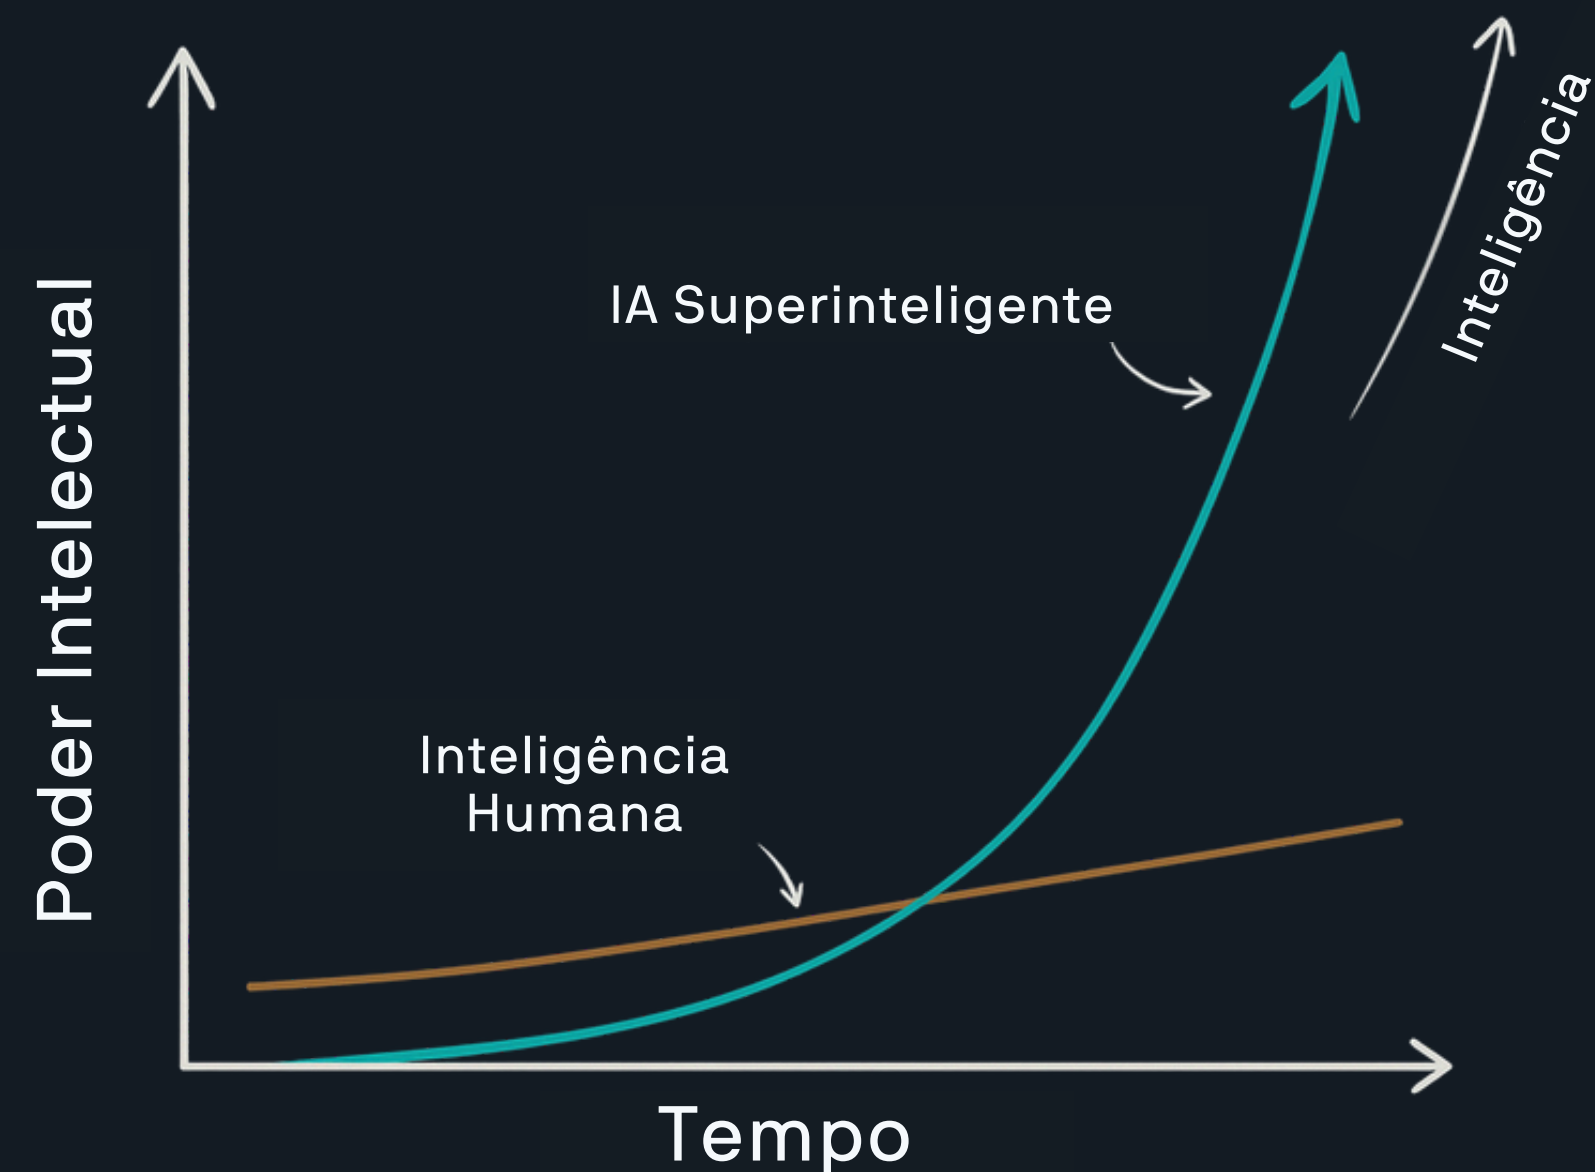 Poder Intelectual
IA Superinteligente
Inteligência
Inteligência
Humana
Tempo